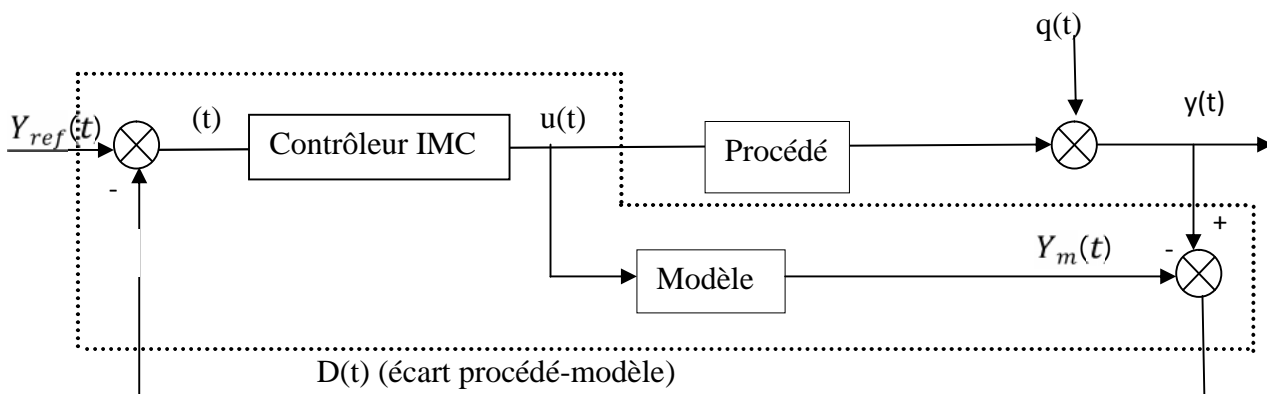 q(t)
Y_ref(t)
(t)
Contrôleur IMC
u(t)
Procédé
y(t)
-
+
-
Modèle
Y_m(t)
D(t) (écart procédé-modèle)